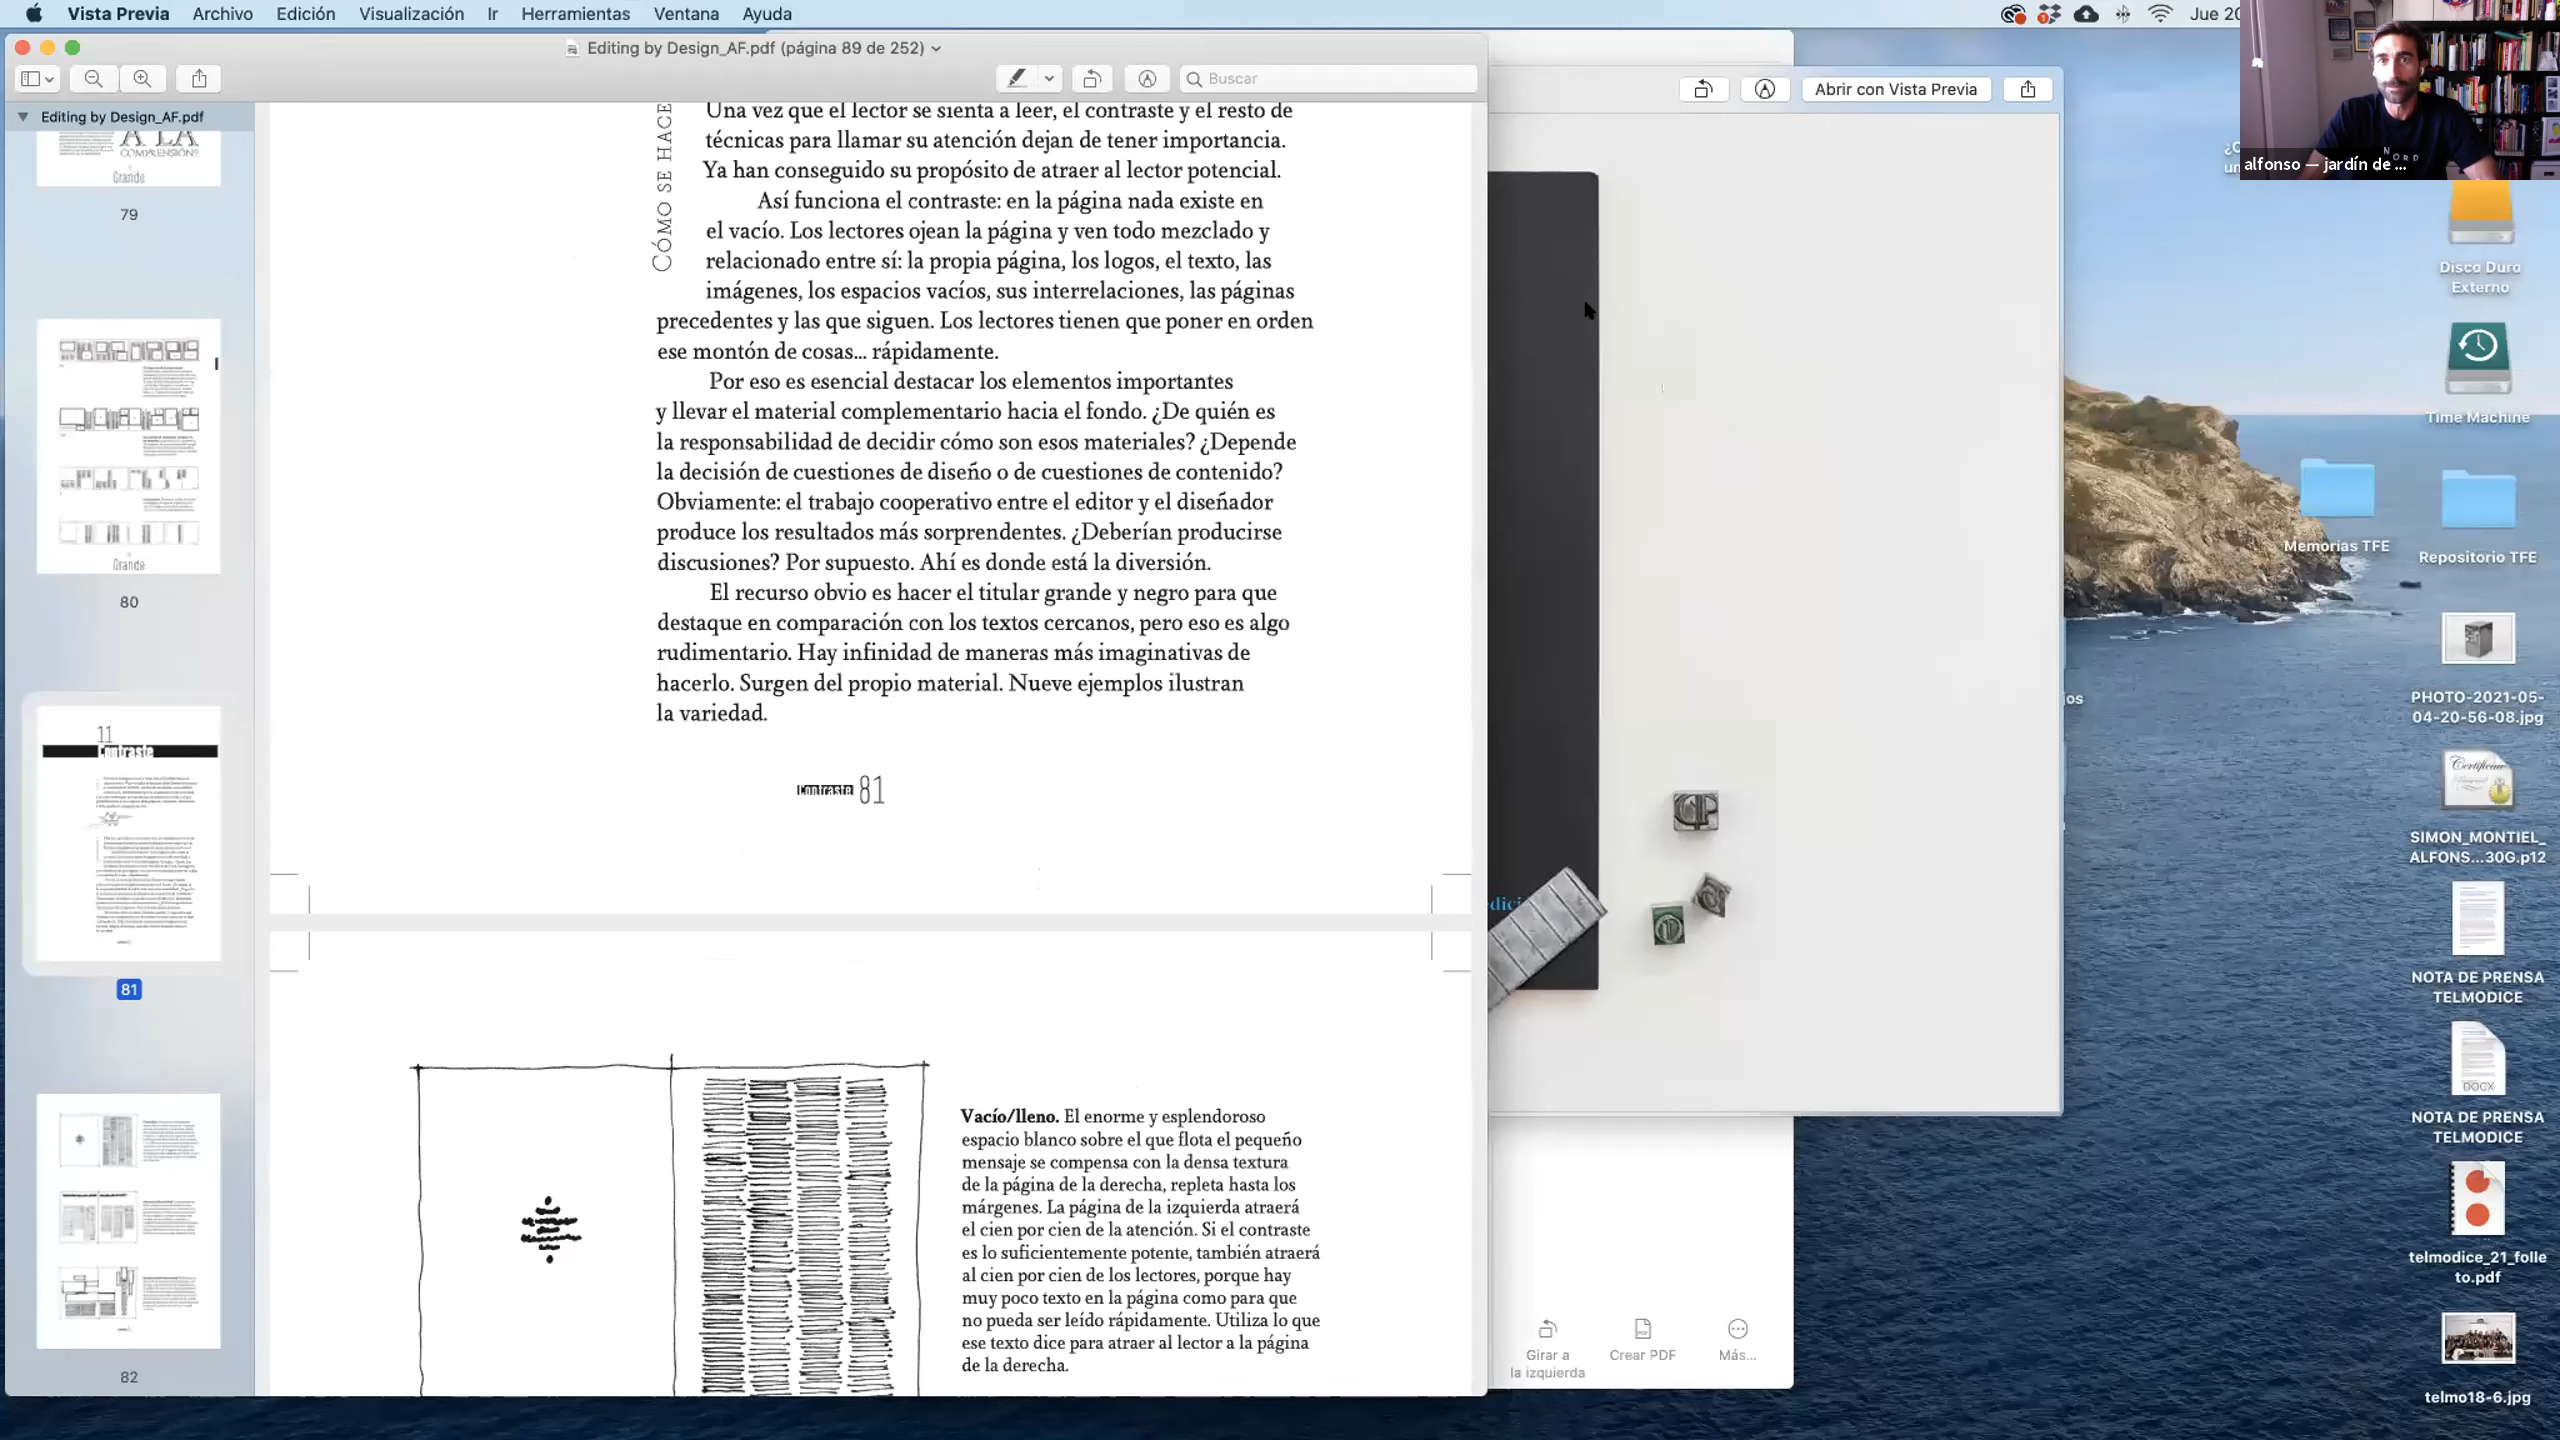 Vista Previa Archivo Edición Visualización Ir Herramientas Ventana Ayuda
Jue 20
Editing by Design_AF.pdf (página 89 de 252)
Buscar
Abrir con Vista Previa
alfonso — jardín de ...
NORD
Editing by Design_AF.pdf
A LA
COMPRENSIÓN?
Grande
79
Grande
80
11
Contraste
81
82
CÓMO SE HACE
Una vez que el lector se sienta a leer, el contraste y el resto de
técnicas para llamar su atención dejan de tener importancia.
Ya han conseguido su propósito de atraer al lector potencial.
Así funciona el contraste: en la página nada existe en
el vacío. Los lectores ojean la página y ven todo mezclado y
relacionado entre sí: la propia página, los logos, el texto, las
imágenes, los espacios vacíos, sus interrelaciones, las páginas
precedentes y las que siguen. Los lectores tienen que poner en orden
ese montón de cosas... rápidamente.
Por eso es esencial destacar los elementos importantes
y llevar el material complementario hacia el fondo. ¿De quién es
la responsabilidad de decidir cómo son esos materiales? ¿Depende
la decisión de cuestiones de diseño o de cuestiones de contenido?
Obviamente: el trabajo cooperativo entre el editor y el diseñador
produce los resultados más sorprendentes. ¿Deberían producirse
discusiones? Por supuesto. Ahí es donde está la diversión.
El recurso obvio es hacer el titular grande y negro para que
destaque en comparación con los textos cercanos, pero eso es algo
rudimentario. Hay infinidad de maneras más imaginativas de
hacerlo. Surgen del propio material. Nueve ejemplos ilustran
la variedad.
Contraste 81
Vacío/lleno. El enorme y esplendoroso
espacio blanco sobre el que flota el pequeño
mensaje se compensa con la densa textura
de la página de la derecha, repleta hasta los
márgenes. La página de la izquierda atraerá
el cien por cien de la atención. Si el contraste
es lo suficientemente potente, también atraerá
al cien por cien de los lectores, porque hay
muy poco texto en la página como para que
no pueda ser leído rápidamente. Utiliza lo que
ese texto dice para atraer al lector a la página
de la derecha.
edici
Girar a
la izquierda
Crear PDF
Más...
¿C
un
Disco Duro
Externo
Time Machine
Memorias TFE
Repositorio TFE
jos
PHOTO-2021-05-
04-20-56-08.jpg
Certificate
SIMON_MONTIEL_
ALFONS...30G.p12
NOTA DE PRENSA
TELMODICE
DOCX
NOTA DE PRENSA
TELMODICE
telmodice_21_folle
to.pdf
telmo18-6.jpg